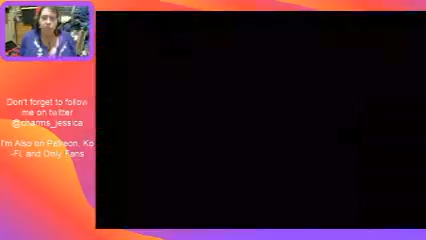 Don't forget to follow
me on twitter
@charms_jessica
I'm Also on Patreon, Ko
-Fi, and Only Fans